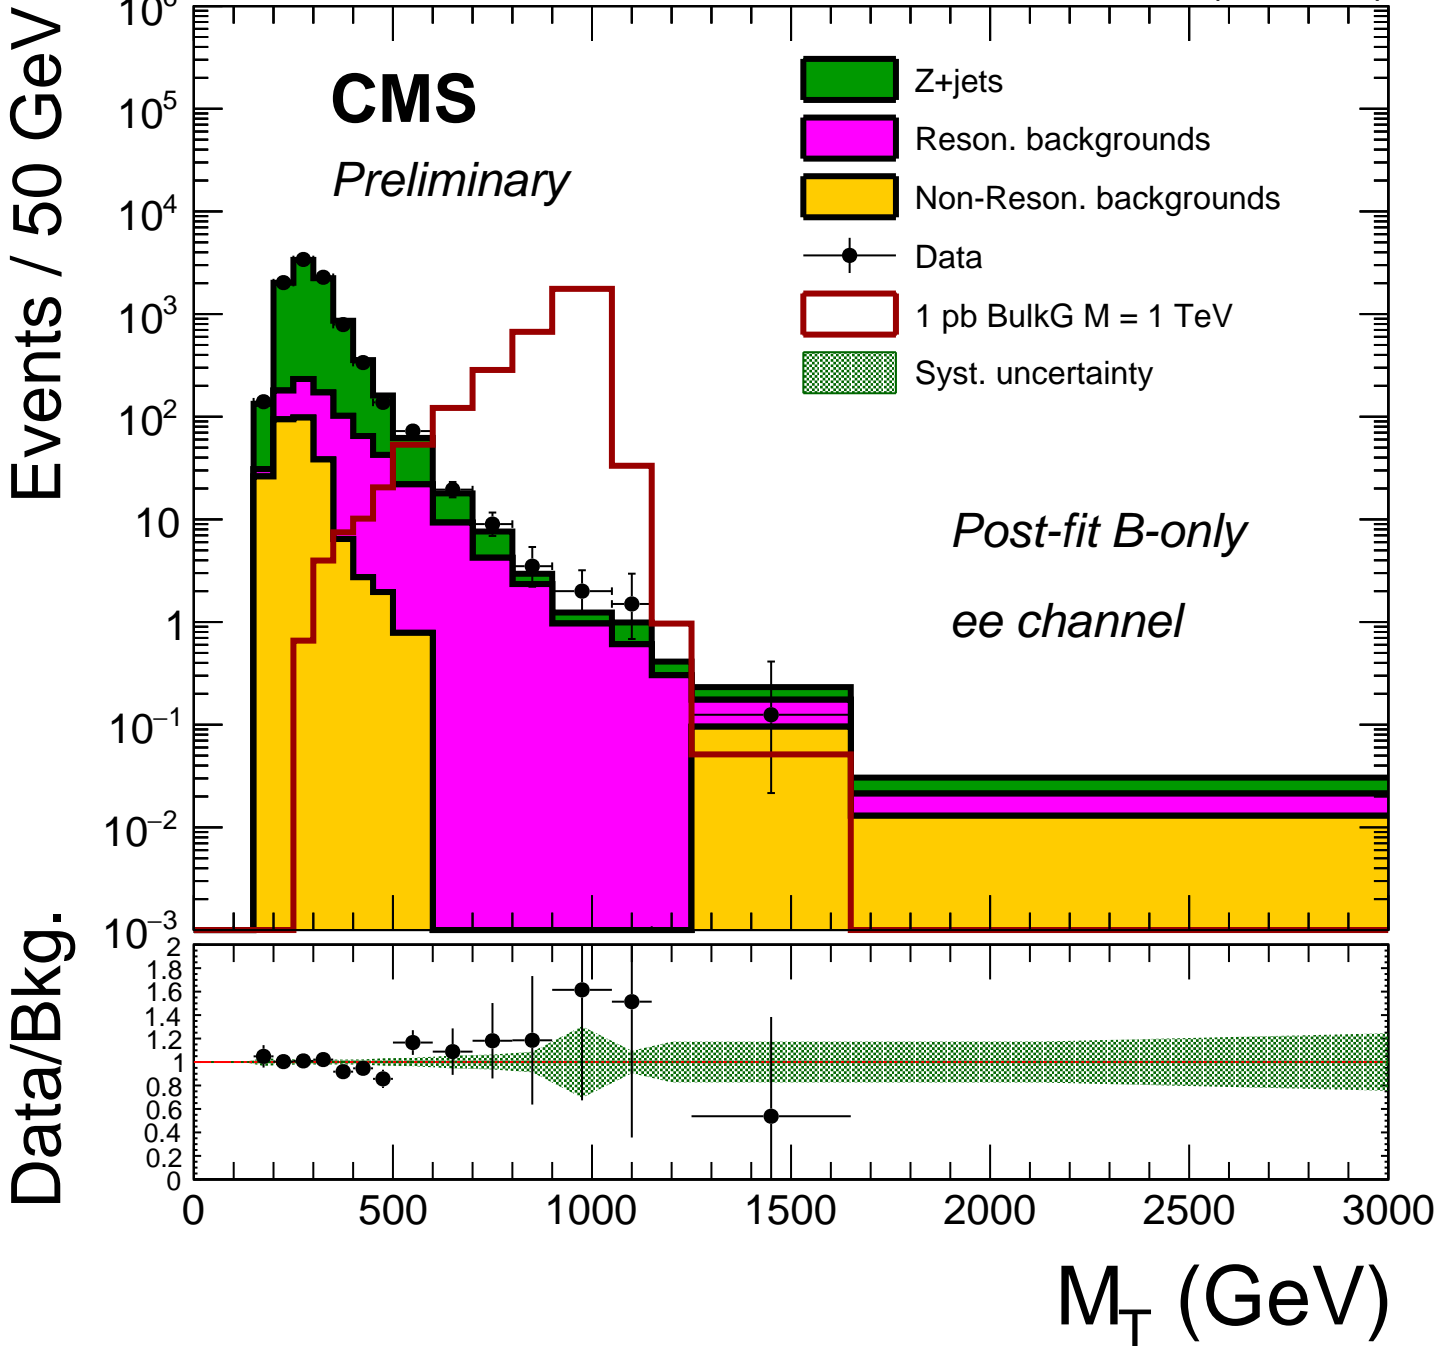 Events / 50 GeV
10^6
10^5
10^4
10^3
10^2
10
1
10^−1
10^−2
10^−3
CMS
Preliminary
Z+jets
Reson. backgrounds
Non-Reson. backgrounds
Data
1 pb BulkG M = 1 TeV
Syst. uncertainty
Post-fit B-only
ee channel
Data/Bkg.
2
1.8
1.6
1.4
1.2
1
0.8
0.6
0.4
0.2
0
0 500 1000 1500 2000 2500 3000
M_T (GeV)